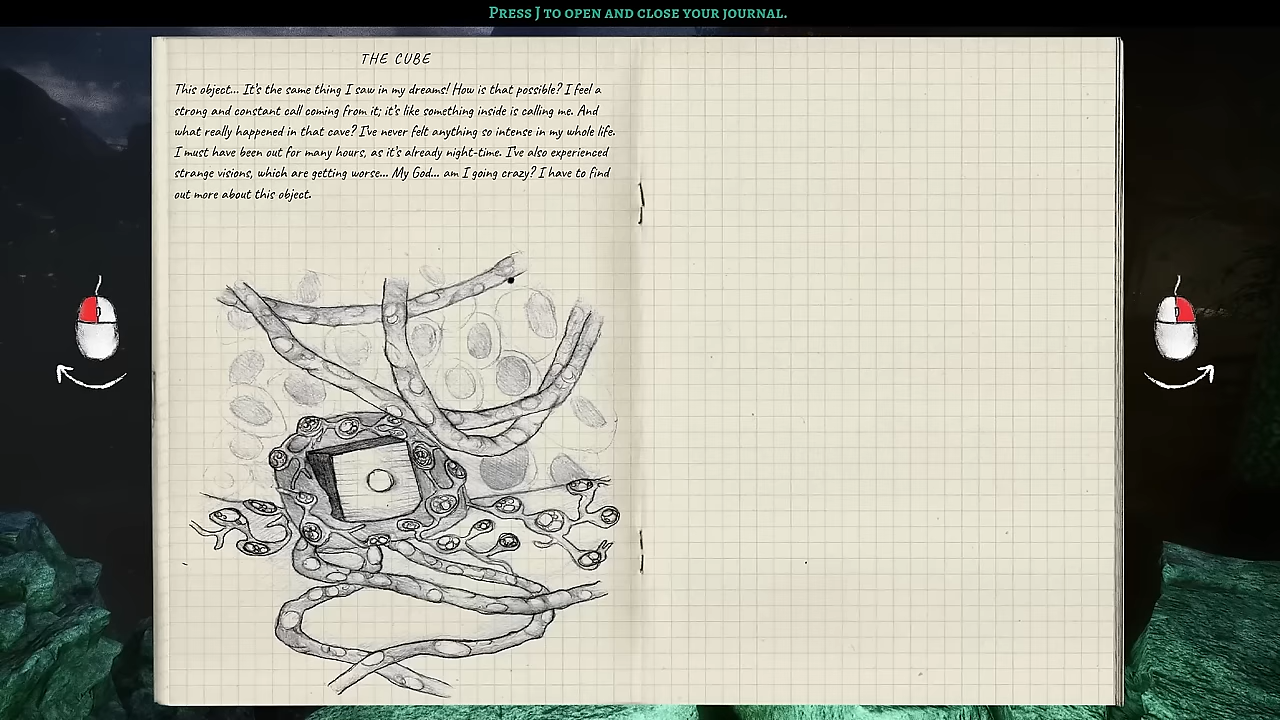 PRESS J TO OPEN AND CLOSE YOUR JOURNAL.
THE CUBE
This object... It's the same thing I saw in my dreams! How is that possible? I feel a
strong and constant call coming from it; it's like something inside is calling me. And
what really happened in that cave? I've never felt anything so intense in my whole life.
I must have been out for many hours, as it's already night-time. I've also experienced
strange visions, which are getting worse... My God... am I going crazy? I have to find
out more about this object.